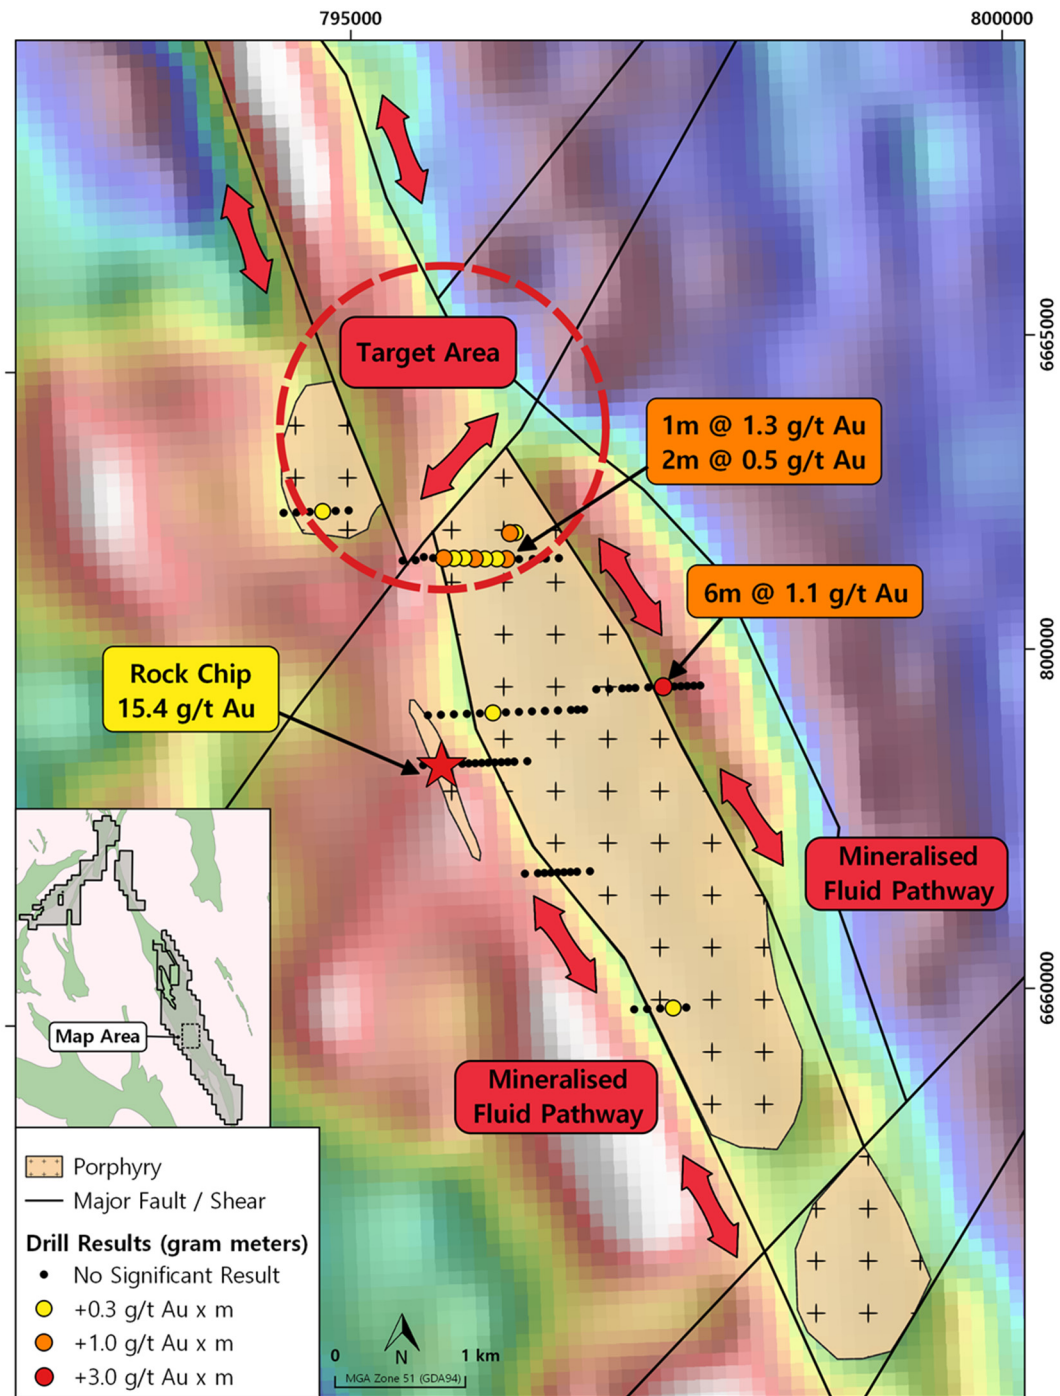 795000
800000
6665000
Target Area
1m @ 1.3 g/t Au
2m @ 0.5 g/t Au
6m @ 1.1 g/t Au
800000
Rock Chip
15.4 g/t Au
Mineralised
Fluid Pathway
6660000
Map Area
Mineralised
Fluid Pathway
Porphyry
Major Fault / Shear
Drill Results (gram meters)
No Significant Result
+0.3 g/t Au x m
+1.0 g/t Au x m
+3.0 g/t Au x m
0
N
1 km
MGA Zone 51 (GDA94)